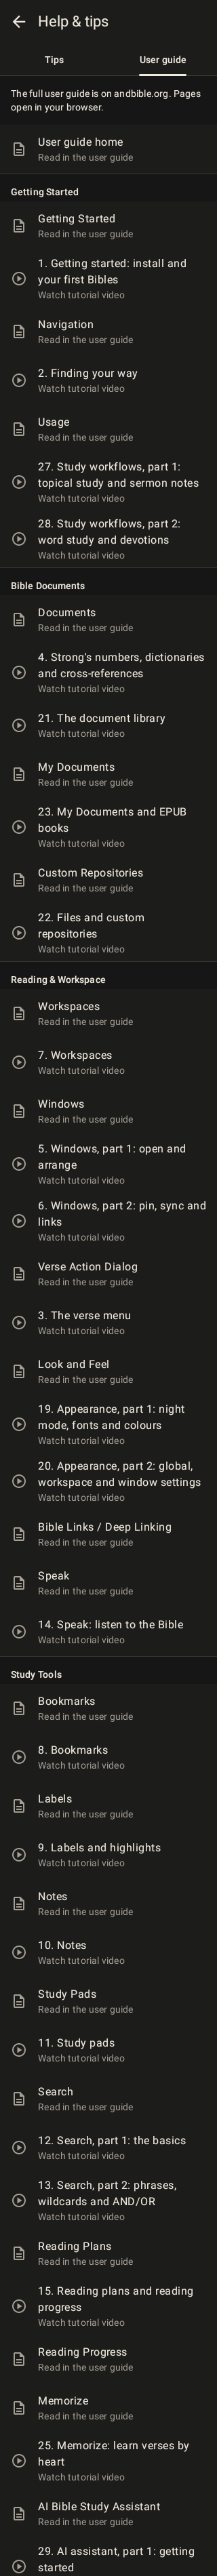 Help & tips
Tips
User guide
The full user guide is on andbible.org. Pages
open in your browser.
User guide home
Read in the user guide
Getting Started
Getting Started
Read in the user guide
1. Getting started: install and
your first Bibles
Watch tutorial video
Navigation
Read in the user guide
2. Finding your way
Watch tutorial video
Usage
Read in the user guide
27. Study workflows, part 1:
topical study and sermon notes
Watch tutorial video
28. Study workflows, part 2:
word study and devotions
Watch tutorial video
Bible Documents
Documents
Read in the user guide
4. Strong's numbers, dictionaries
and cross-references
Watch tutorial video
21. The document library
Watch tutorial video
My Documents
Read in the user guide
23. My Documents and EPUB
books
Watch tutorial video
Custom Repositories
Read in the user guide
22. Files and custom
repositories
Watch tutorial video
Reading & Workspace
Workspaces
Read in the user guide
7. Workspaces
Watch tutorial video
Windows
Read in the user guide
5. Windows, part 1: open and
arrange
Watch tutorial video
6. Windows, part 2: pin, sync and
links
Watch tutorial video
Verse Action Dialog
Read in the user guide
3. The verse menu
Watch tutorial video
Look and Feel
Read in the user guide
19. Appearance, part 1: night
mode, fonts and colours
Watch tutorial video
20. Appearance, part 2: global,
workspace and window settings
Watch tutorial video
Bible Links / Deep Linking
Read in the user guide
Speak
Read in the user guide
14. Speak: listen to the Bible
Watch tutorial video
Study Tools
Bookmarks
Read in the user guide
8. Bookmarks
Watch tutorial video
Labels
Read in the user guide
9. Labels and highlights
Watch tutorial video
Notes
Read in the user guide
10. Notes
Watch tutorial video
Study Pads
Read in the user guide
11. Study pads
Watch tutorial video
Search
Read in the user guide
12. Search, part 1: the basics
Watch tutorial video
13. Search, part 2: phrases,
wildcards and AND/OR
Watch tutorial video
Reading Plans
Read in the user guide
15. Reading plans and reading
progress
Watch tutorial video
Reading Progress
Read in the user guide
Memorize
Read in the user guide
25. Memorize: learn verses by
heart
Watch tutorial video
AI Bible Study Assistant
Read in the user guide
29. AI assistant, part 1: getting
started